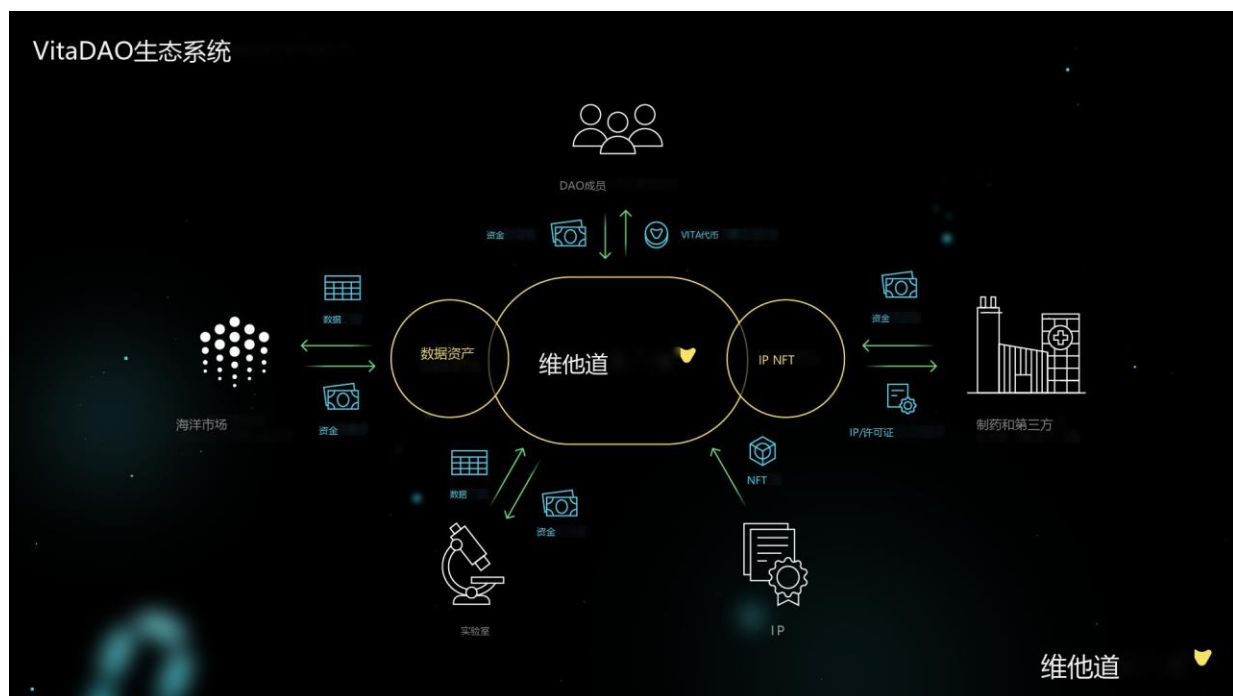 VitaDAO生态系统
DAO成员
资金
VITA代币
数据
资金
数据资产
维他道
IP NFT
资金
海洋市场
IP/许可证
制药和第三方
数据
NFT
资金
实验室
IP
维他道